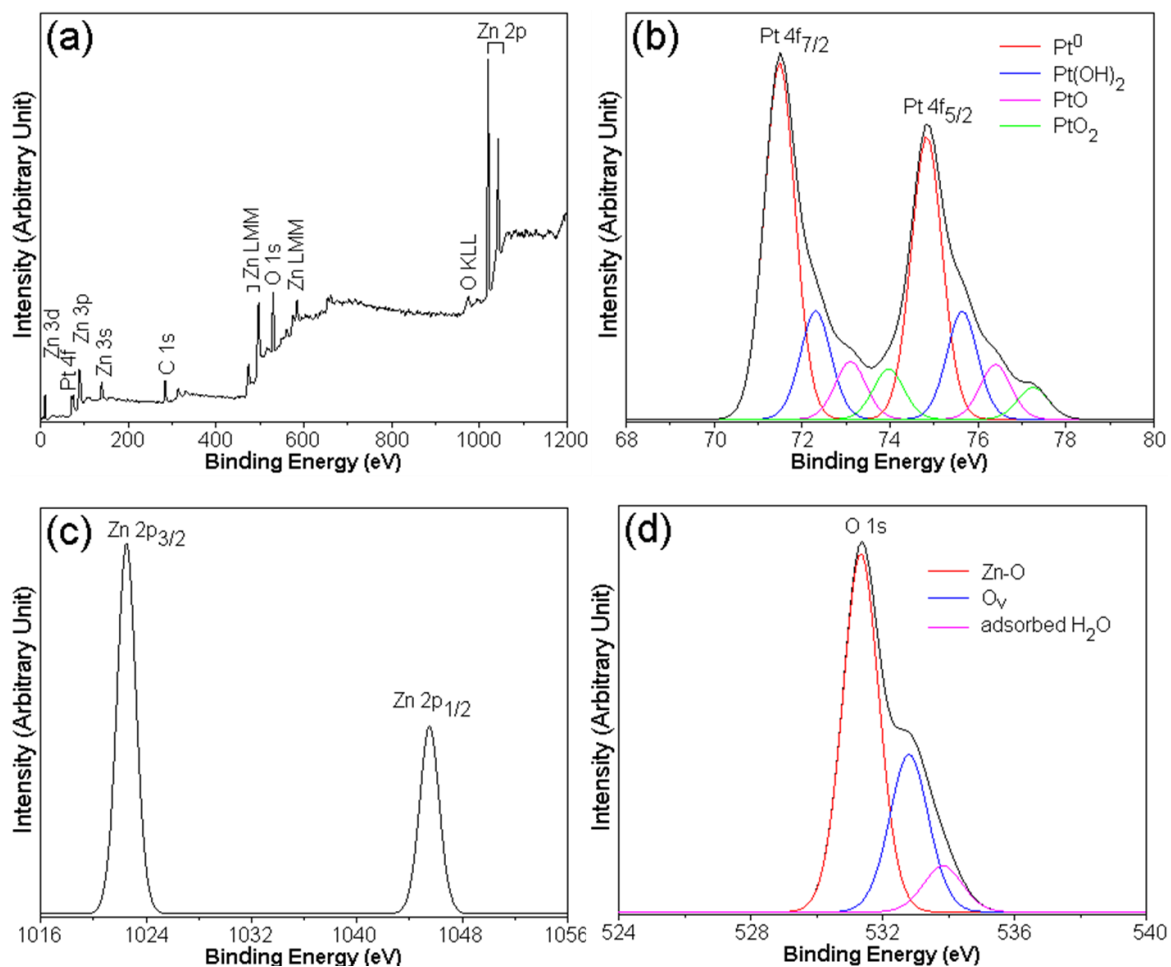 (a)
Zn 2p
Zn LMM
O 1s
Zn LMM
O KLL
Zn 3d
Pt 4f
Zn 3p
Zn 3s
C 1s
Intensity (Arbitrary Unit)
0 200 400 600 800 1000 1200
Binding Energy (eV)
(b)
Pt 4f7/2
Pt 4f5/2
Pt0
Pt(OH)2
PtO
PtO2
Intensity (Arbitrary Unit)
68 70 72 74 76 78 80
Binding Energy (eV)
(c)
Zn 2p3/2
Zn 2p1/2
Intensity (Arbitrary Unit)
1016 1024 1032 1040 1048 1056
Binding Energy (eV)
(d)
O 1s
Zn-O
Ov
adsorbed H2O
Intensity (Arbitrary Unit)
524 528 532 536 540
Binding Energy (eV)